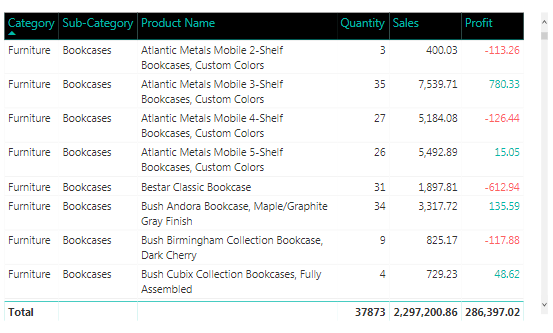 Category Sub-Category Product Name Quantity Sales Profit
Furniture Bookcases Atlantic Metals Mobile 2-Shelf 3 400.03 -113.26
Bookcases, Custom Colors
Furniture Bookcases Atlantic Metals Mobile 3-Shelf 35 7,539.71 780.33
Bookcases, Custom Colors
Furniture Bookcases Atlantic Metals Mobile 4-Shelf 27 5,184.08 -126.44
Bookcases, Custom Colors
Furniture Bookcases Atlantic Metals Mobile 5-Shelf 26 5,492.89 15.05
Bookcases, Custom Colors
Furniture Bookcases Bestar Classic Bookcase 31 1,897.81 -612.94
Furniture Bookcases Bush Andora Bookcase, Maple/Graphite 34 3,317.72 135.59
Gray Finish
Furniture Bookcases Bush Birmingham Collection Bookcase, 9 825.17 -117.88
Dark Cherry
Furniture Bookcases Bush Cubix Collection Bookcases, Fully 4 729.23 48.62
Assembled
Total 37873 2,297,200.86 286,397.02